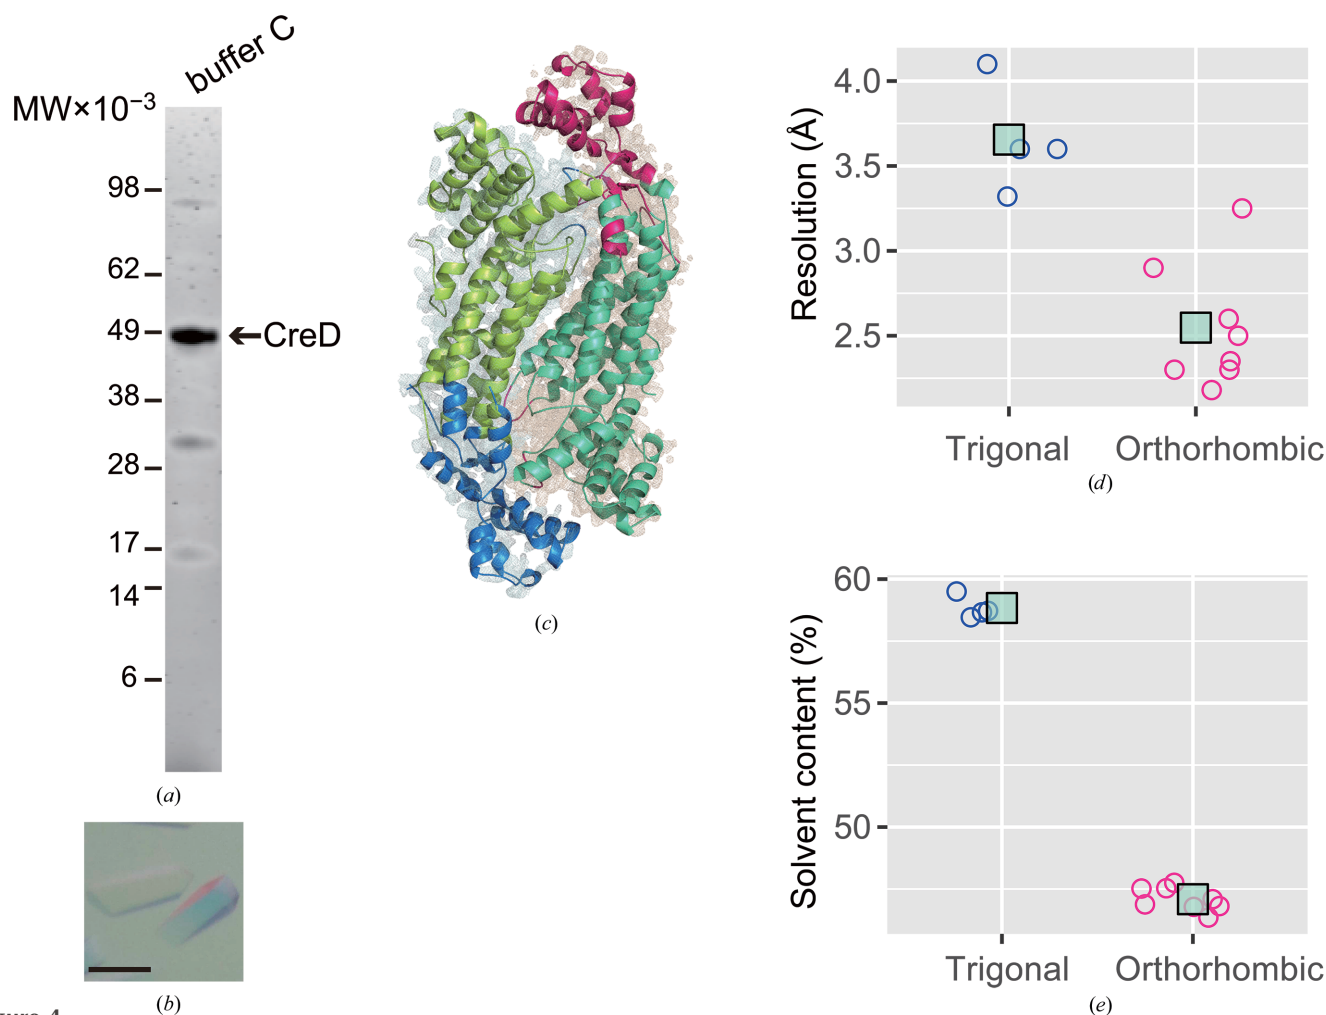 buffer C
MW×10⁻³
98
62
49
←CreD
38
28
17
14
6
(a)
(b)
(c)
Resolution (Å)
4.0
3.5
3.0
2.5
Trigonal Orthorhombic
(d)
Solvent content (%)
60
55
50
Trigonal Orthorhombic
(e)